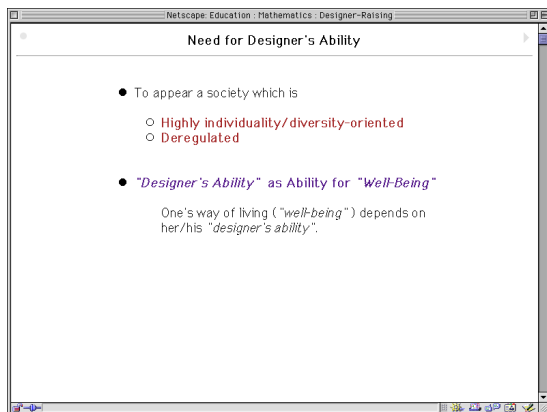 Netscape: Education : Mathematics : Designer-Raising
Need for Designer's Ability
To appear a society which is
Highly individuality/diversity-oriented
Deregulated
"Designer's Ability" as Ability for "Well-Being"
One's way of living ("well-being") depends on
her/his "designer's ability".